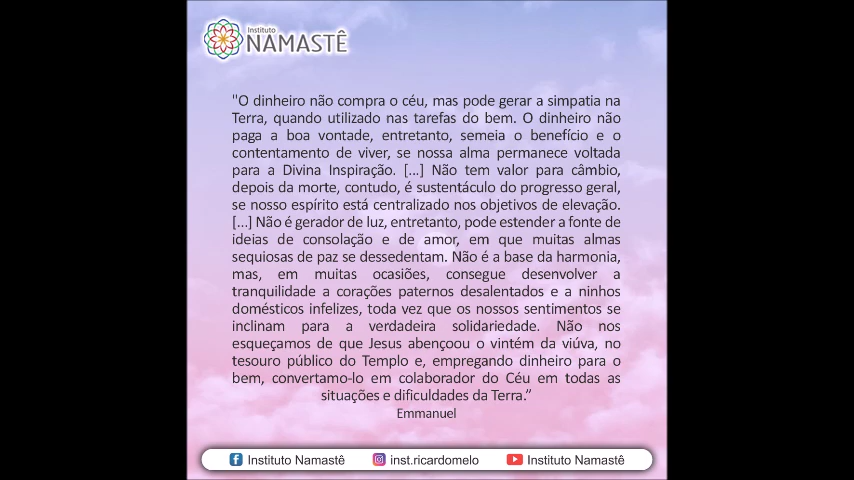 Instituto
NAMASTÊ
"O dinheiro não compra o céu, mas pode gerar a simpatia na
Terra, quando utilizado nas tarefas do bem. O dinheiro não
paga a boa vontade, entretanto, semeia o benefício e o
contentamento de viver, se nossa alma permanece voltada
para a Divina Inspiração. [...] Não tem valor para câmbio,
depois da morte, contudo, é sustentáculo do progresso geral,
se nosso espírito está centralizado nos objetivos de elevação.
[...] Não é gerador de luz, entretanto, pode estender a fonte de
ideias de consolação e de amor, em que muitas almas
sequiosas de paz se dessedentam. Não é a base da harmonia,
mas, em muitas ocasiões, consegue desenvolver a
tranquilidade a corações paternos desalentados e a ninhos
domésticos infelizes, toda vez que os nossos sentimentos se
inclinam para a verdadeira solidariedade. Não nos
esqueçamos de que Jesus abençoou o vintém da viúva, no
tesouro público do Templo e, empregando dinheiro para o
bem, convertamo-lo em colaborador do Céu em todas as
situações e dificuldades da Terra.”
Emmanuel
Instituto Namastê inst.ricardomelo Instituto Namastê